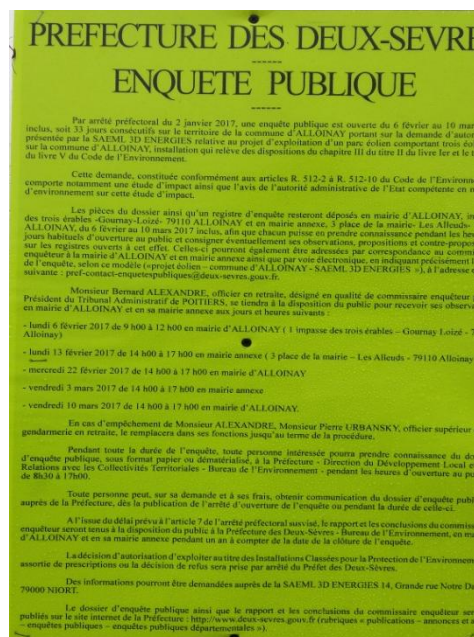 PREFECTURE DES DEUX-SEVRE
------
ENQUETE PUBLIQUE
------
Par arrêté préfectoral du 2 janvier 2017, une enquête publique est ouverte du 6 février au 10 mar
inclus, soit 33 jours consécutifs sur le territoire de la commune d'ALLOINAY portant sur la demande d'autor
présentée par la SAEML 3D ENERGIES relative au projet d'exploitation d'un parc éolien comportant trois éol
sur la commune d'ALLOINAY, installation qui relève des dispositions du chapitre III du titre II du livre Ier et le t
du livre V du Code de l'Environnement.
Cette demande, constituée conformément aux articles R. 512-2 à R. 512-10 du Code de l'Environn
comporte notamment une étude d'impact ainsi que l'avis de l'autorité administrative de l'Etat compétente en m
d'environnement sur cette étude d'impact.
Les pièces du dossier ainsi qu'un registre d'enquête resteront déposés en mairie d'ALLOINAY, im
des trois érables -Gournay-Loizé- 79110 ALLOINAY et en mairie annexe, 3 place de la mairie- Les Alleuds-
ALLOINAY, du 6 février au 10 mars 2017 inclus, afin que chacun puisse en prendre connaissance pendant les heu
jours habituels d'ouverture au public et consigner éventuellement ses observations, propositions et contre-propos
sur les registres ouverts à cet effet. Celles-ci pourront également être adressées par correspondance au commis
enquêteur à la mairie d'ALLOINAY et en mairie annexe ainsi que par voie électronique, en indiquant précisément l'
de l'enquête, selon ce modèle («projet éolien – commune d'ALLOINAY - SAEML 3D ENERGIES »), à l'adresse é
suivante : pref-contact-enquetespubliques@deux-sevres.gouv.fr.
Monsieur Bernard ALEXANDRE, officier en retraite, désigné en qualité de commissaire enquêteur p
Président du Tribunal Administratif de POITIERS, se tiendra à la disposition du public pour recevoir ses observa
en mairie d'ALLOINAY et en sa mairie annexe aux jours et heures suivants :
- lundi 6 février 2017 de 9 h00 à 12 h00 en mairie d'ALLOINAY ( 1 impasse des trois érables – Gournay Loizé - 7
Alloinay)
- lundi 13 février 2017 de 14 h00 à 17 h00 en mairie annexe ( 3 place de la mairie – Les Alleuds - 79110 Alloinay
- mercredi 22 février 2017 de 14 h00 à 17 h00 en mairie d'ALLOINAY
- vendredi 3 mars 2017 de 14 h00 à 17 h00 en mairie annexe
- vendredi 10 mars 2017 de 14 h00 à 17 h00 en mairie d'ALLOINAY.
En cas d'empêchement de Monsieur ALEXANDRE, Monsieur Pierre URBANSKY, officier supérieur
gendarmerie en retraite, le remplacera dans ses fonctions jusqu'au terme de la procédure.
Pendant toute la durée de l'enquête, toute personne intéressée pourra prendre connaissance du do
d'enquête publique, sous format papier ou dématérialisé, à la Préfecture - Direction du Développement Local et
Relations avec les Collectivités Territoriales - Bureau de l'Environnement - pendant les heures d'ouverture au pu
de 8h30 à 17h00.
Toute personne peut, sur sa demande et à ses frais, obtenir communication du dossier d'enquête publ
auprès de la Préfecture, dès la publication de l'arrêté d'ouverture de l'enquête ou pendant la durée de celle-ci.
A l'issue du délai prévu à l'article 7 de l'arrêté préfectoral susvisé, le rapport et les conclusions du commis
enquêteur seront tenus à la disposition du public à la Préfecture des Deux-Sèvres - Bureau de l'Environnement, en ma
d'ALLOINAY et en sa mairie annexe pendant un an à compter de la date de la clôture de l'enquête.
La décision d'autorisation d'exploiter au titre des Installations Classées pour la Protection de l'Environnem
assortie de prescriptions ou la décision de refus sera prise par arrêté du Préfet des Deux-Sèvres.
Des informations pourront être demandées auprès de la SAEML 3D ENERGIES 14, Grande rue Notre Da
79000 NIORT.
Le dossier d'enquête publique ainsi que le rapport et les conclusions du commissaire enquêteur ser
publiés sur le site internet de la Préfecture : http://www.deux-sevres.gouv.fr (rubriques « publications – annonces et
– enquêtes publiques – enquêtes publiques départementales »).